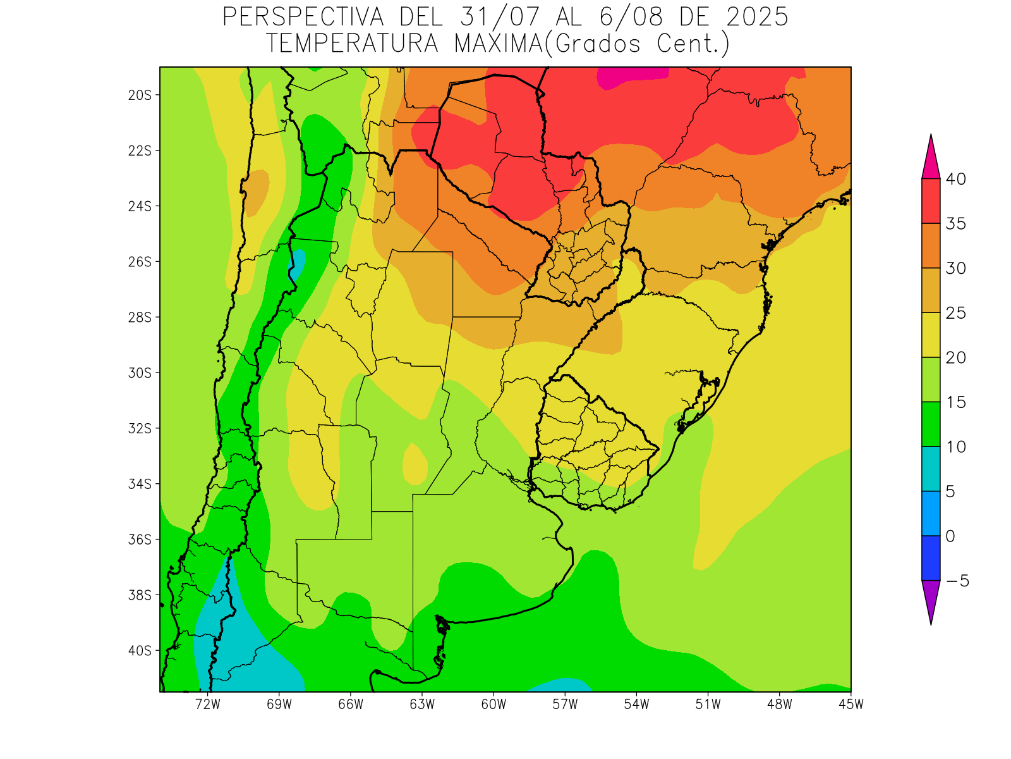 PERSPECTIVA DEL 31/07 AL 6/08 DE 2025
TEMPERATURA MAXIMA(Grados Cent.)
20S
22S
24S
26S
28S
30S
32S
34S
36S
38S
40S
72W 69W 66W 63W 60W 57W 54W 51W 48W 45W
40
35
30
25
20
15
10
5
0
−5